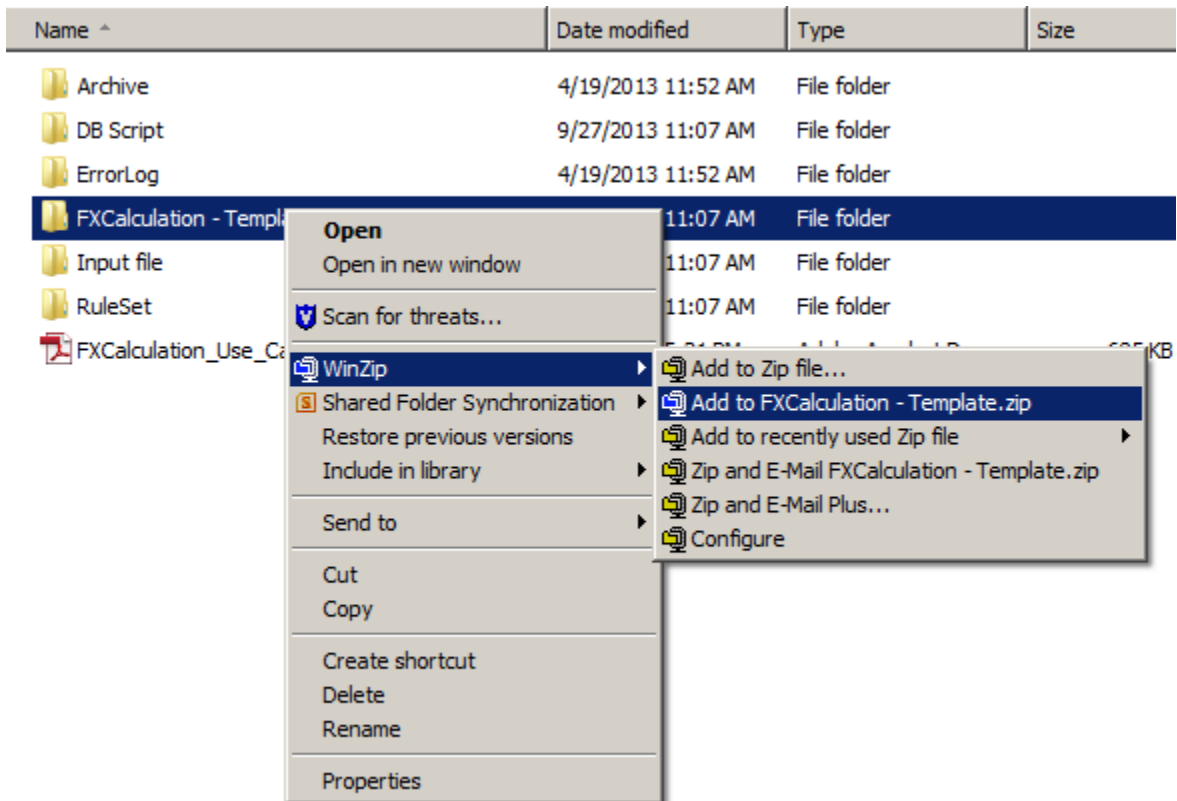 Name Date modified Type Size
Archive 4/19/2013 11:52 AM File folder
DB Script 9/27/2013 11:07 AM File folder
ErrorLog 4/19/2013 11:52 AM File folder
FXCalculation - Templ 11:07 AM File folder
Input file 11:07 AM File folder
RuleSet 11:07 AM File folder
FXCalculation_Use_Ca KB
Open
Open in new window
Scan for threats...
WinZip
Shared Folder Synchronization
Restore previous versions
Include in library
Send to
Cut
Copy
Create shortcut
Delete
Rename
Properties
Add to Zip file...
Add to FXCalculation - Template.zip
Add to recently used Zip file
Zip and E-Mail FXCalculation - Template.zip
Zip and E-Mail Plus...
Configure